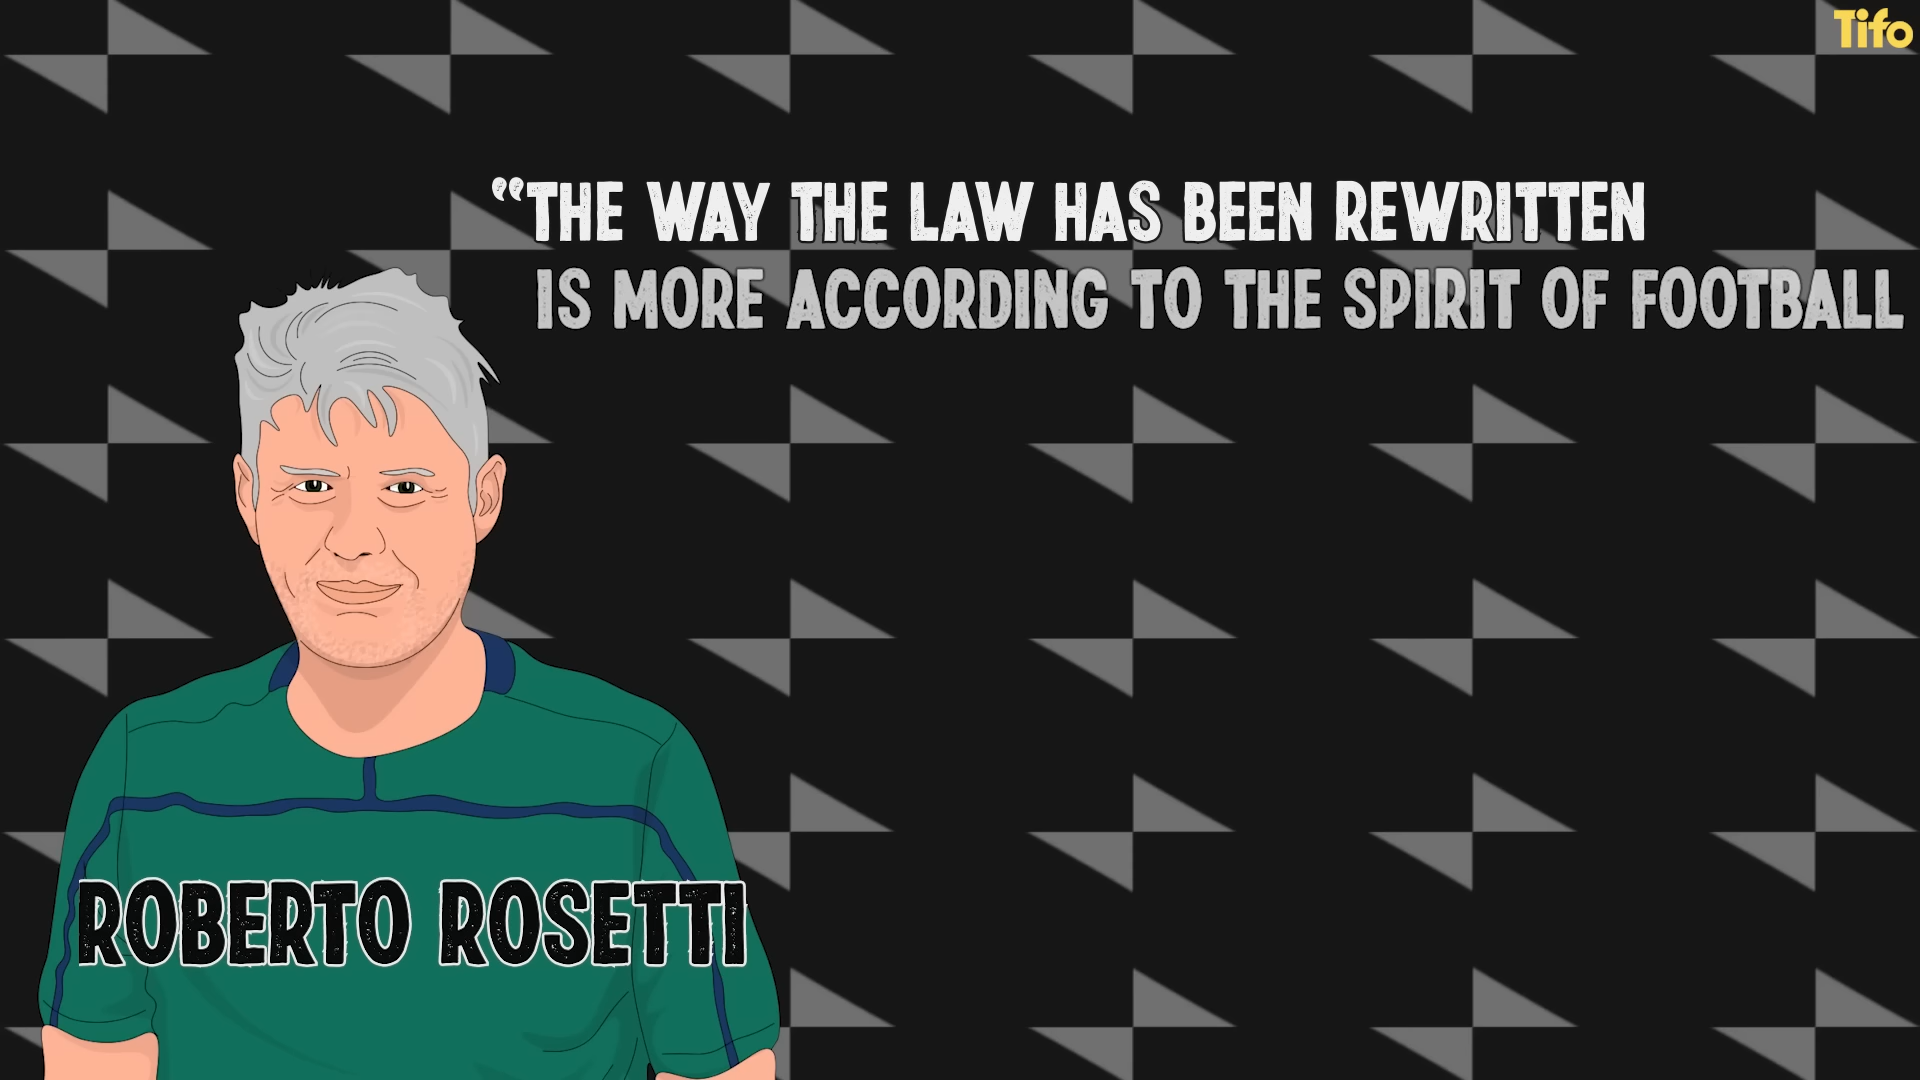 Tifo
“THE WAY THE LAW HAS BEEN REWRITTEN
IS MORE ACCORDING TO THE SPIRIT OF FOOTBALL
ROBERTO ROSETTI